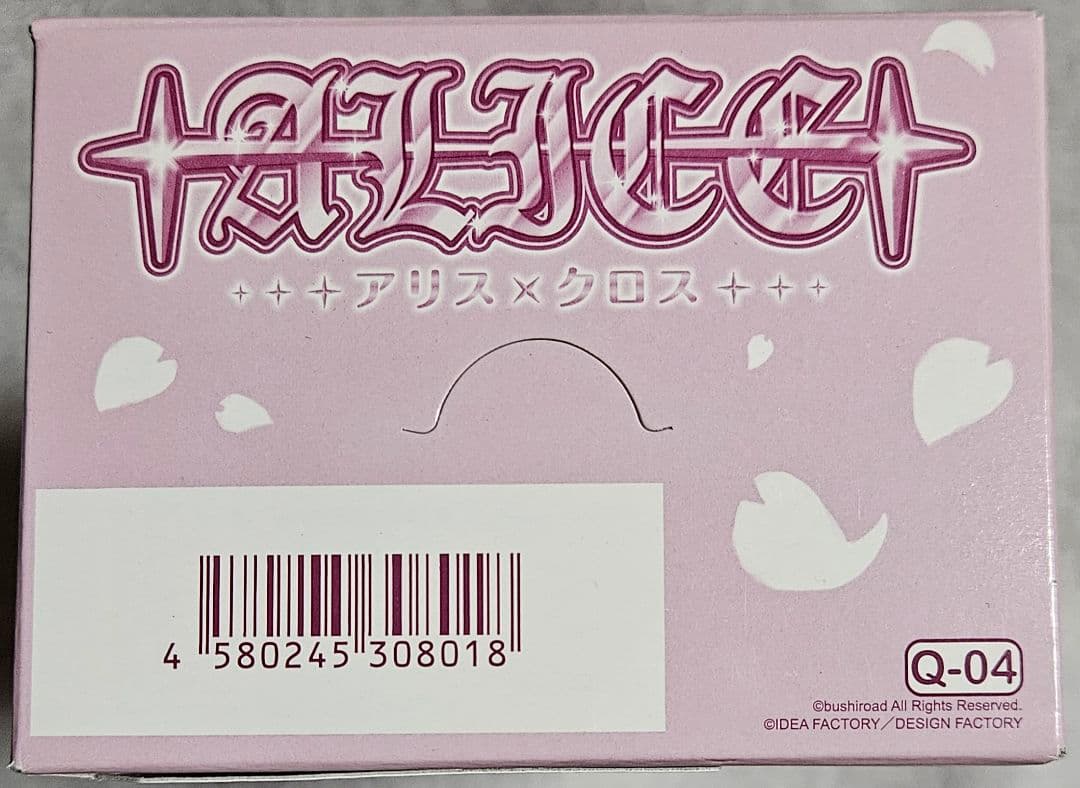 ALICE
アリス×クロス
4 580245 308018
Q-04
©bushiroad All Rights Reserved.
©IDEA FACTORY／DESIGN FACTORY